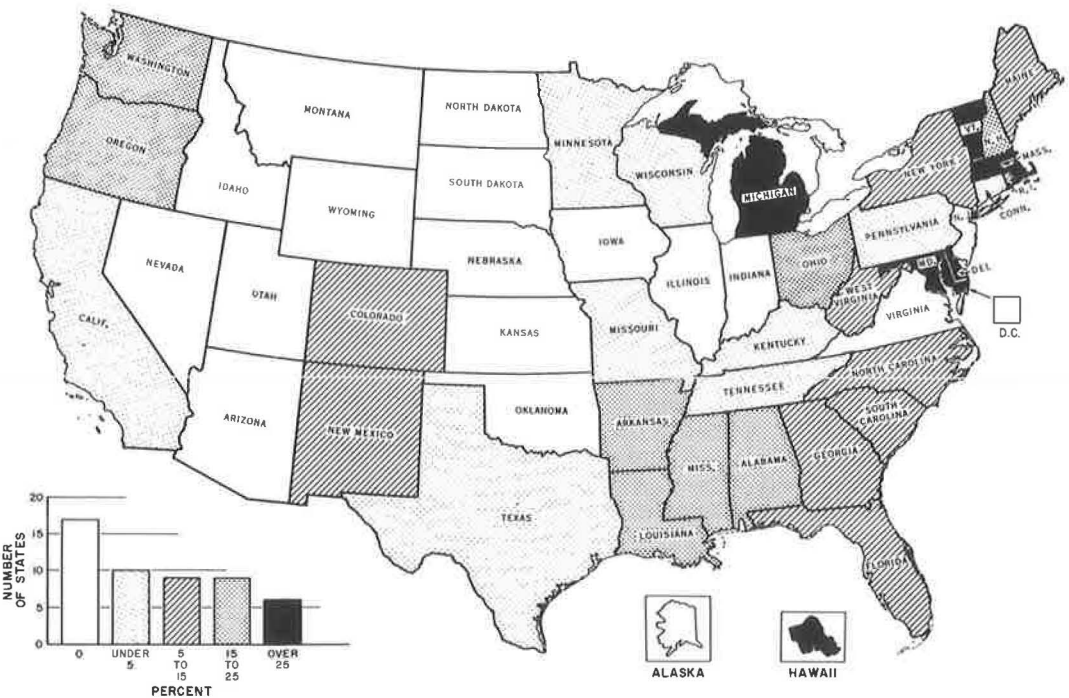 WASHINGTON
MONTANA
NORTH DAKOTA
MAINE
OREGON
MINNESOTA
VT.
N.H.
IDAHO
SOUTH DAKOTA
WISCONSIN
NEW YORK
MASS.
MICHIGAN
R.I.
CONN.
WYOMING
IOWA
PENNSYLVANIA
NEVADA
NEBRASKA
ILLINOIS
INDIANA
OHIO
MD.
DEL
UTAH
WEST
VIRGINIA
CALIF.
COLORADO
KANSAS
MISSOURI
VIRGINIA
D.C.
KENTUCKY
NORTH CAROLINA
TENNESSEE
ARIZONA
NEW MEXICO
OKLAHOMA
ARKANSAS
SOUTH
CAROLINA
MISS.
ALABAMA
GEORGIA
TEXAS
LOUISIANA
FLORIDA
ALASKA
HAWAII
NUMBER
OF STATES
20
15
10
5
0
0
UNDER
5
5
TO
15
15
TO
25
OVER
25
PERCENT